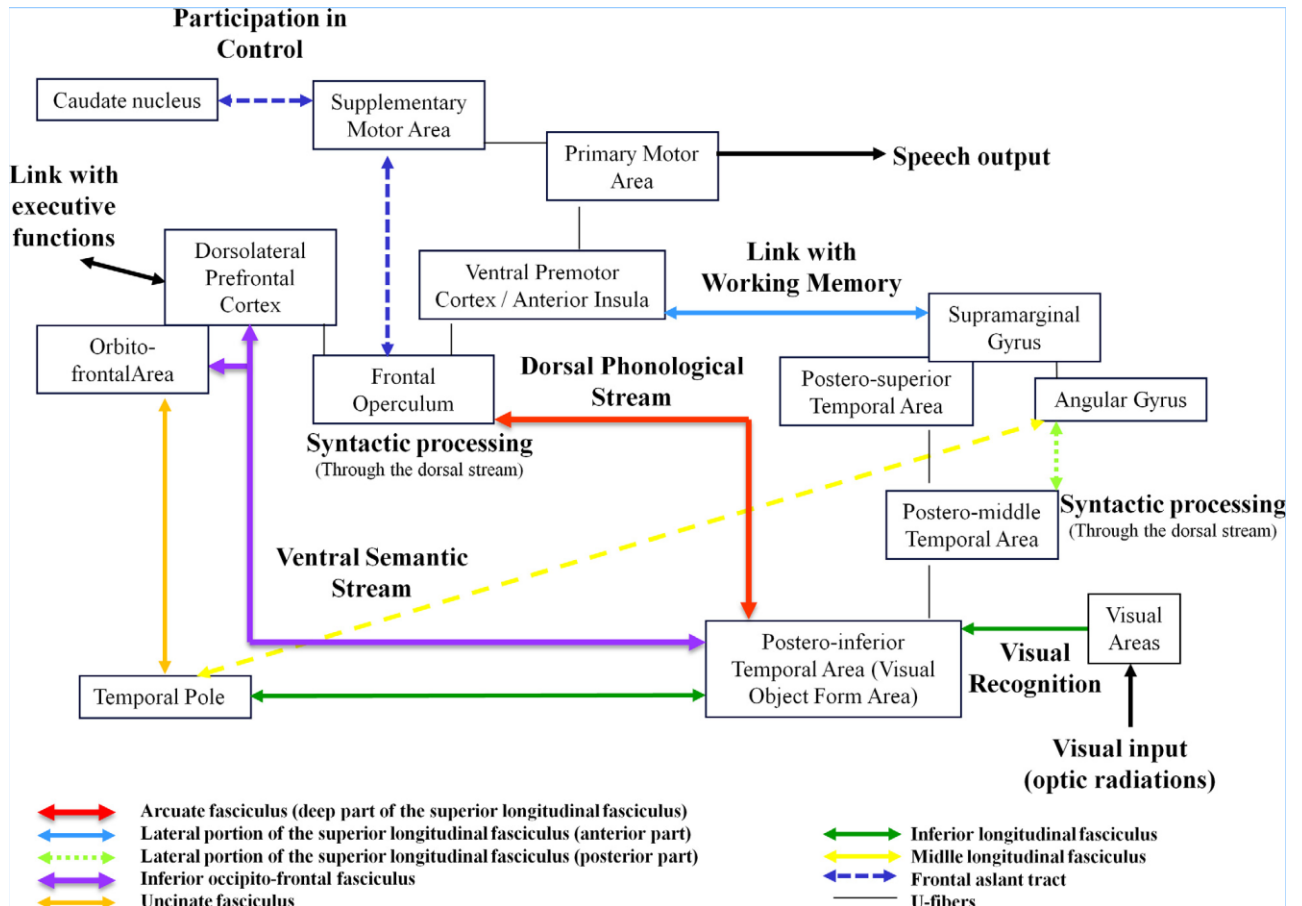 Participation in
Control
Caudate nucleus
Supplementary
Motor Area
Primary Motor
Area
Speech output
Link with
executive
functions
Dorsolateral
Prefrontal
Cortex
Ventral Premotor
Cortex / Anterior Insula
Link with
Working Memory
Supramarginal
Gyrus
Orbito-
frontalArea
Frontal
Operculum
Dorsal Phonological
Stream
Postero-superior
Temporal Area
Angular Gyrus
Syntactic processing
(Through the dorsal stream)
Postero-middle
Temporal Area
Syntactic processing
(Through the dorsal stream)
Ventral Semantic
Stream
Postero-inferior
Temporal Area (Visual
Object Form Area)
Visual
Areas
Visual
Recognition
Temporal Pole
Visual input
(optic radiations)
Arcuate fasciculus (deep part of the superior longitudinal fasciculus)
Lateral portion of the superior longitudinal fasciculus (anterior part)
Lateral portion of the superior longitudinal fasciculus (posterior part)
Inferior occipito-frontal fasciculus
Uncinate fasciculus
Inferior longitudinal fasciculus
Midlle longitudinal fasciculus
Frontal aslant tract
U-fibers